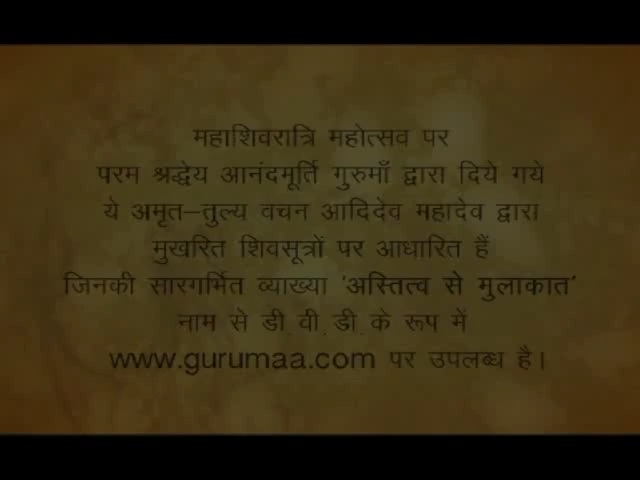 महाशिवरात्रि महोत्सव पर
परम श्रद्धेय आनंदमूर्ति गुरुमाँ द्वारा दिये गये
ये अमृत–तुल्य वचन आदिदेव महादेव द्वारा
मुखरित शिवसूत्रों पर आधारित हैं
जिनकी सारगर्भित व्याख्या ‘अस्तित्व से मुलाकात’
नाम से डी.वी.डी.के रूप में
www.gurumaa.com पर उपलब्ध है।